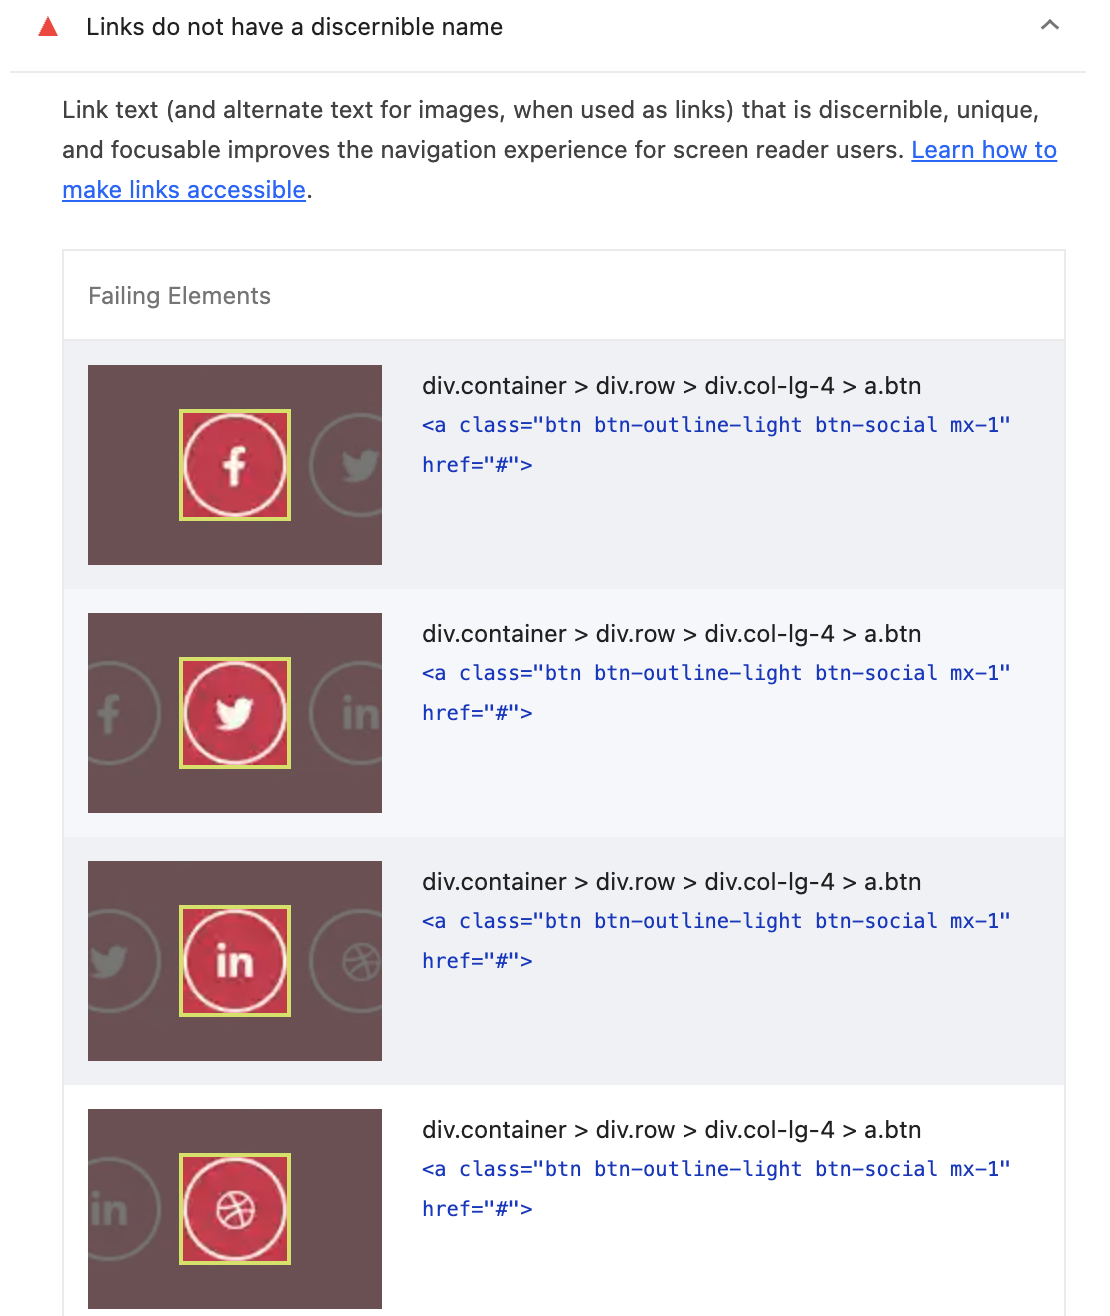 Links do not have a discernible name
Link text (and alternate text for images, when used as links) that is discernible, unique,
and focusable improves the navigation experience for screen reader users. Learn how to
make links accessible.
Failing Elements
div.container > div.row > div.col-lg-4 > a.btn
<a class="btn btn-outline-light btn-social mx-1"
href="#">
div.container > div.row > div.col-lg-4 > a.btn
<a class="btn btn-outline-light btn-social mx-1"
href="#">
in
div.container > div.row > div.col-lg-4 > a.btn
<a class="btn btn-outline-light btn-social mx-1"
href="#">
in
div.container > div.row > div.col-lg-4 > a.btn
<a class="btn btn-outline-light btn-social mx-1"
href="#">
in